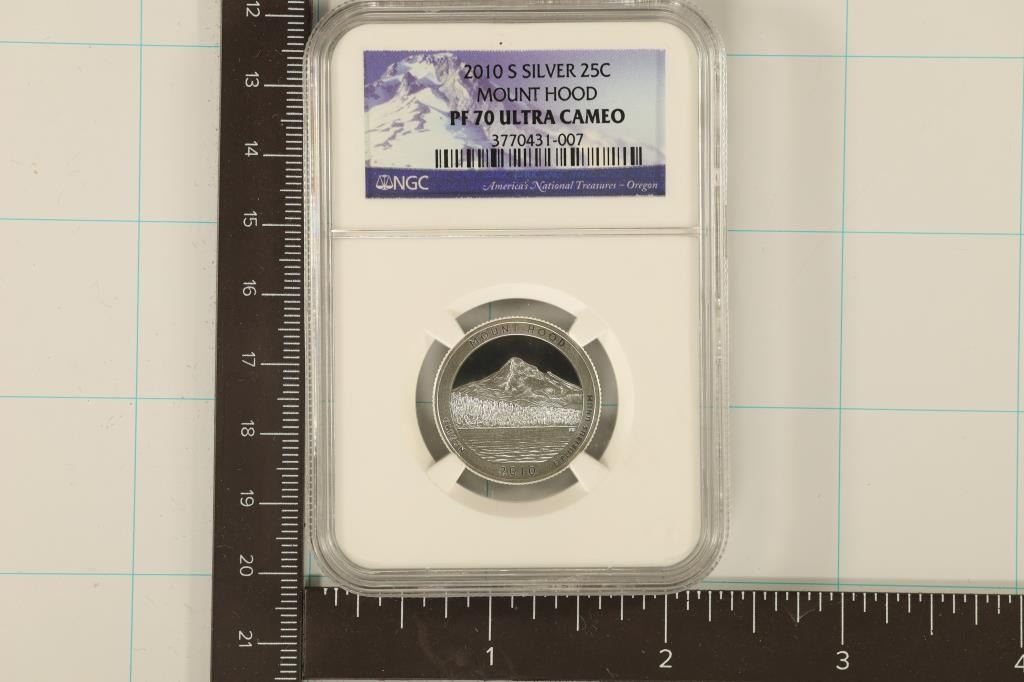 2010 S SILVER 25C
MOUNT HOOD
PF 70 ULTRA CAMEO
3770431-007
NGC
America's National Treasures ~ Oregon
MOUNT HOOD
2010
12
13
14
15
16
17
18
19
20
21
1
2
3
4